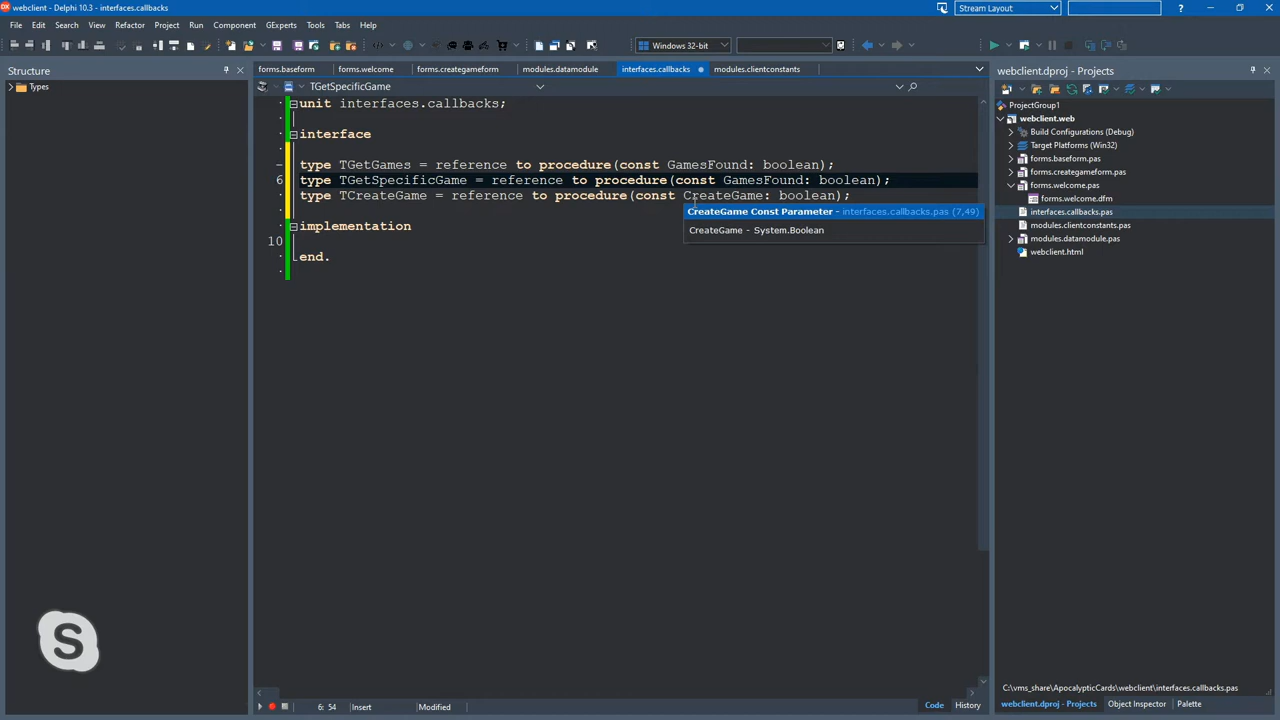 webclient - Delphi 10.3 - interfaces.callbacks
Stream Layout
File Edit Search View Refactor Project Run Component GExperts Tools Tabs Help
Windows 32-bit
Structure
Types
forms.baseform forms.welcome forms.creategameform modules.datamodule interfaces.callbacks modules.clientconstants
TGetSpecificGame
unit interfaces.callbacks;
interface
type TGetGames = reference to procedure(const GamesFound: boolean);
6 type TGetSpecificGame = reference to procedure(const GamesFound: boolean);
type TCreateGame = reference to procedure(const CreateGame: boolean);
CreateGame Const Parameter - interfaces.callbacks.pas (7,49)
CreateGame - System.Boolean
implementation
10
end.
webclient.dproj - Projects
ProjectGroup1
webclient.web
Build Configurations (Debug)
Target Platforms (Win32)
forms.baseform.pas
forms.creategameform.pas
forms.welcome.pas
forms.welcome.dfm
interfaces.callbacks.pas
modules.clientconstants.pas
modules.datamodule.pas
webclient.html
C:\vms_share\ApocalypticCards\webclient\interfaces.callbacks.pas
6: 54 Insert Modified Code History
webclient.dproj - Projects Object Inspector Palette